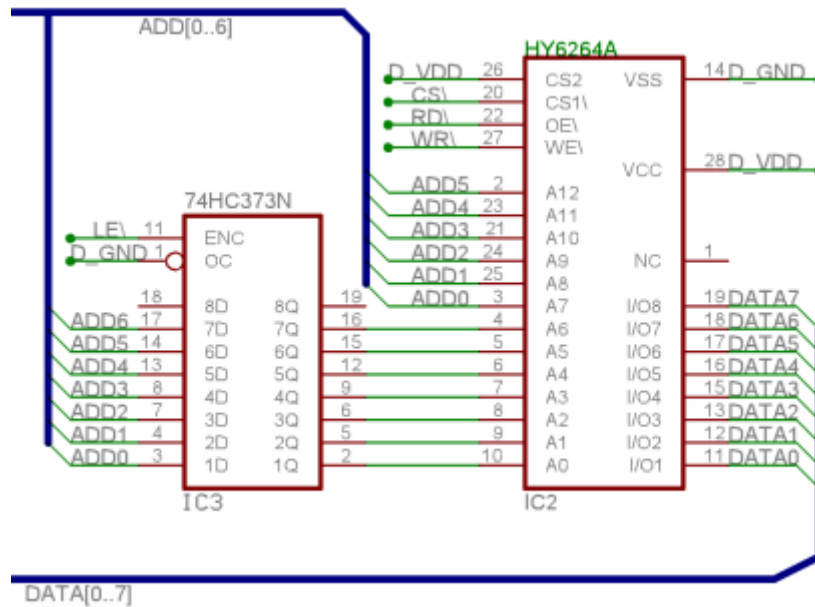 ADD[0..6]
HY6264A
D_VDD 26 CS2 VSS 14 D_GND
CS\ 20 CS1\
RD\ 22 OE\
WR\ 27 WE\
VCC 28 D_VDD
ADD5 2 A12
74HC373N ADD4 23 A11
LE\ 11 ENC ADD3 21 A10
D_GND 1 OC ADD2 24 A9 NC 1
ADD1 25 A8
18 8D 8Q 19 ADD0 3 A7 I/O8 19 DATA7
ADD6 17 7D 7Q 16 4 A6 I/O7 18 DATA6
ADD5 14 6D 6Q 15 5 A5 I/O6 17 DATA5
ADD4 13 5D 5Q 12 6 A4 I/O5 16 DATA4
ADD3 8 4D 4Q 9 7 A3 I/O4 15 DATA3
ADD2 7 3D 3Q 6 8 A2 I/O3 13 DATA2
ADD1 4 2D 2Q 5 9 A1 I/O2 12 DATA1
ADD0 3 1D 1Q 2 10 A0 I/O1 11 DATA0
IC3 IC2
DATA[0..7]